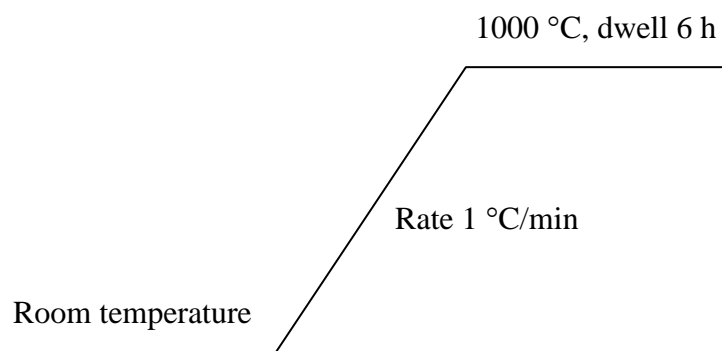 1000 °C, dwell 6 h
Rate 1 °C/min
Room temperature